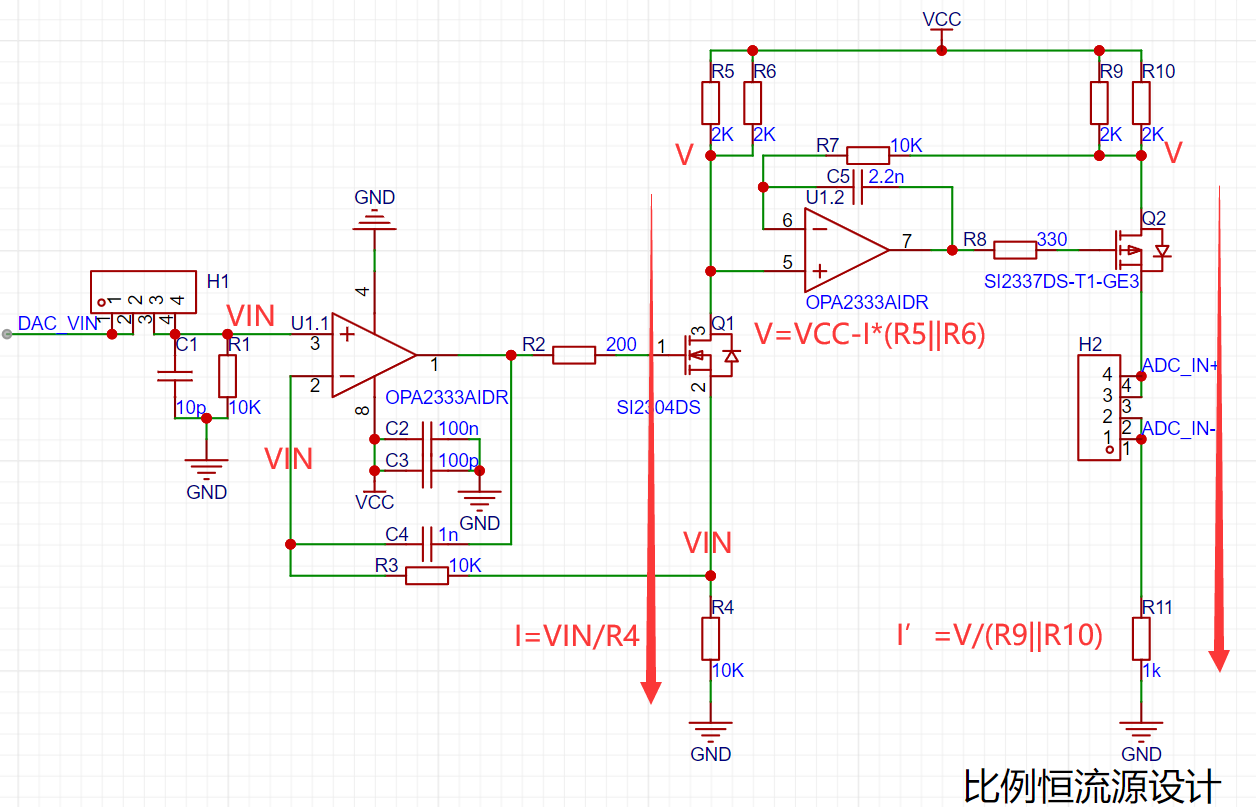 VCC
R5
R6
R9
R10
2K
2K
2K
2K
V
R7
10K
V
C5
2.2n
U1.2
6
7
5
R8
330
Q2
OPA2333AIDR
SI2337DS-T1-GE3
GND
4
H1
1
2
3
4
DAC_VIN
1
2
3
4
VIN
C1
R1
10p
10K
GND
U1.1
3
2
1
8
OPA2333AIDR
R2
200
1
3
Q1
2
SI2304DS
V=VCC-I*(R5||R6)
C2
100n
C3
100p
VCC
GND
VIN
C4
1n
R3
10K
VIN
H2
4
3
2
1
4
3
2
1
ADC_IN+
ADC_IN-
R4
I=VIN/R4
10K
GND
R11
I’ =V/(R9||R10)
1k
GND
比例恒流源设计